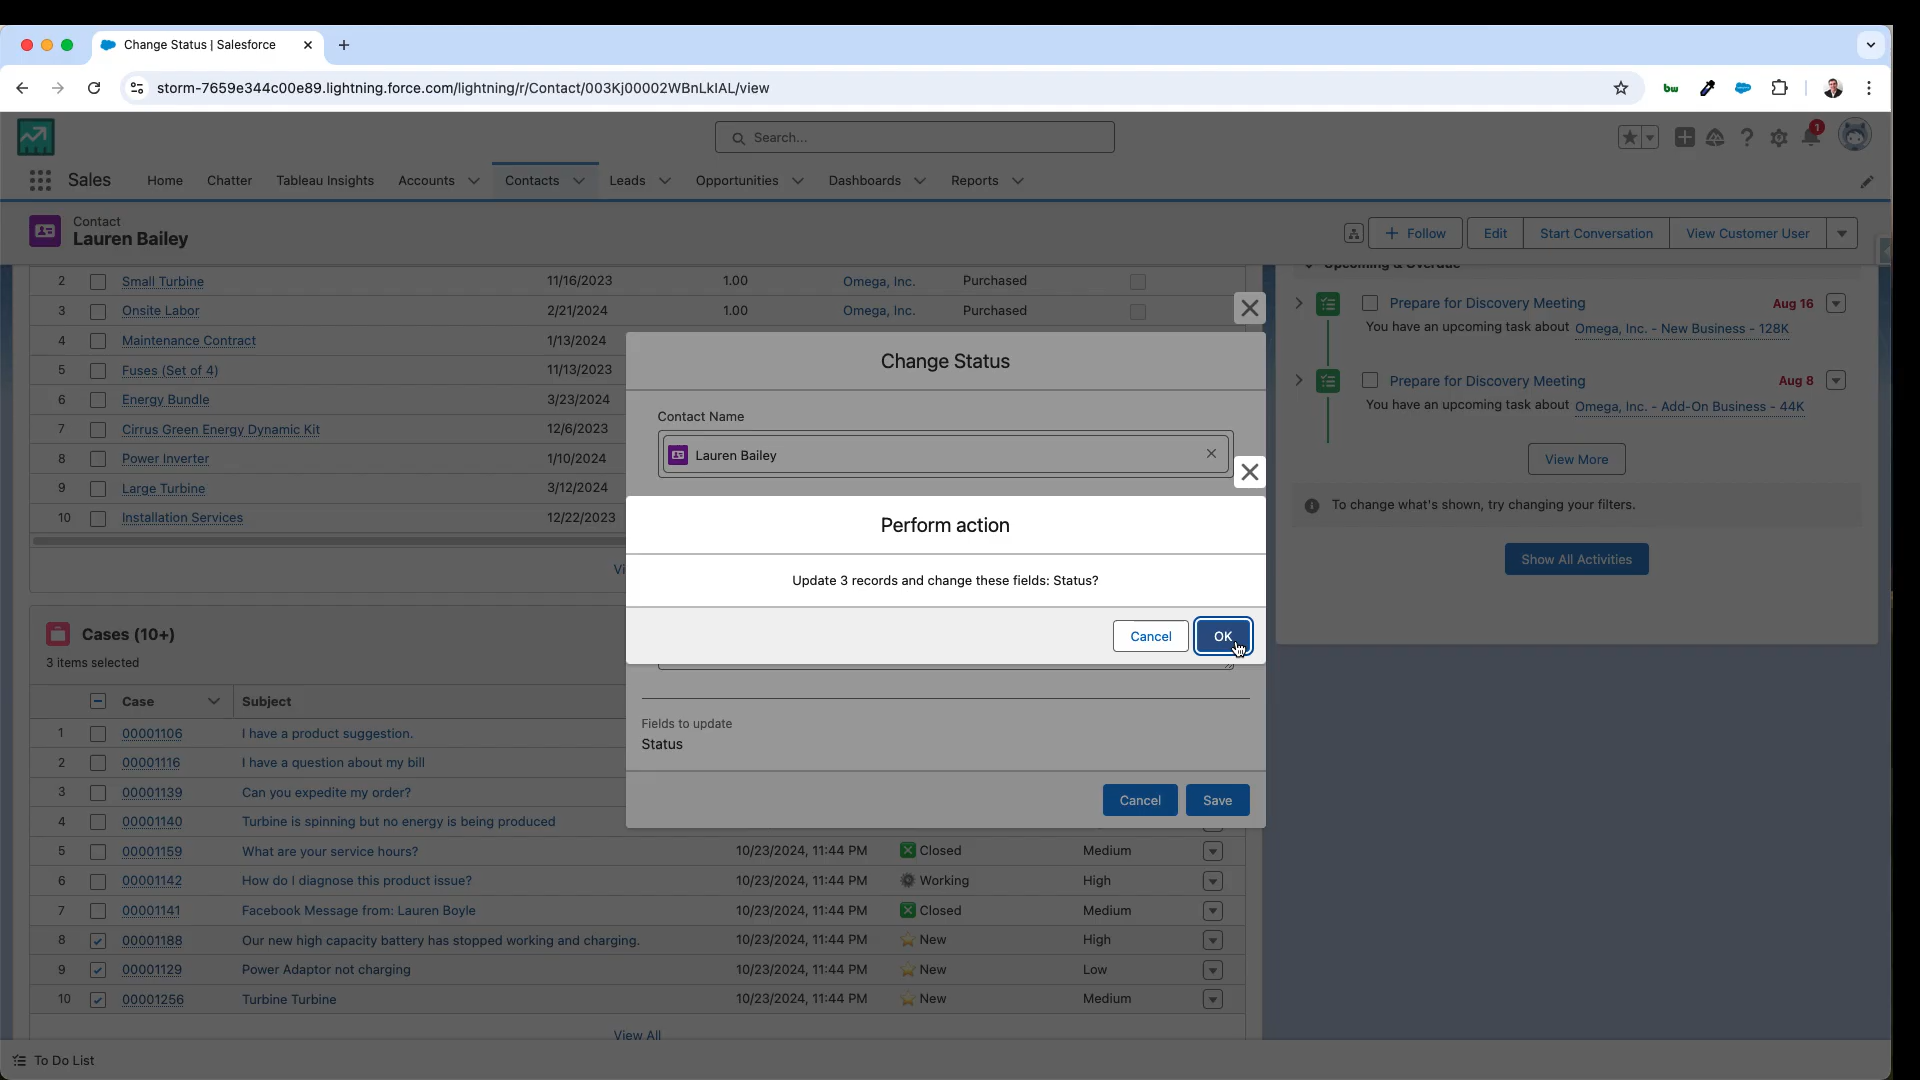 Change Status | Salesforce
storm-7659e344c00e89.lightning.force.com/lightning/r/Contact/003Kj00002WBnLkIAL/view
bw
Search...
1
Sales Home Chatter Tableau Insights Accounts Contacts Leads Opportunities Dashboards Reports
Contact
Lauren Bailey
Follow Edit Start Conversation View Customer User
Upcoming & Overdue
2 Small Turbine 11/16/2023 1.00 Omega, Inc. Purchased
3 Onsite Labor 2/21/2024 1.00 Omega, Inc. Purchased
4 Maintenance Contract 1/13/2024
5 Fuses (Set of 4) 11/13/2023
6 Energy Bundle 3/23/2024
7 Cirrus Green Energy Dynamic Kit 12/6/2023
8 Power Inverter 1/10/2024
9 Large Turbine 3/12/2024
10 Installation Services 12/22/2023
Prepare for Discovery Meeting Aug 16
You have an upcoming task about Omega, Inc. - New Business - 128K
Prepare for Discovery Meeting Aug 8
You have an upcoming task about Omega, Inc. - Add-On Business - 44K
View More
To change what's shown, try changing your filters.
Show All Activities
Change Status
Contact Name
Lauren Bailey
Perform action
Update 3 records and change these fields: Status?
Cancel OK
Fields to update
Status
Cancel Save
Cases (10+)
3 items selected
Case Subject
1 00001106 I have a product suggestion.
2 00001116 I have a question about my bill
3 00001139 Can you expedite my order?
4 00001140 Turbine is spinning but no energy is being produced
5 00001159 What are your service hours? 10/23/2024, 11:44 PM Closed Medium
6 00001142 How do I diagnose this product issue? 10/23/2024, 11:44 PM Working High
7 00001141 Facebook Message from: Lauren Boyle 10/23/2024, 11:44 PM Closed Medium
8 00001188 Our new high capacity battery has stopped working and charging. 10/23/2024, 11:44 PM New High
9 00001129 Power Adaptor not charging 10/23/2024, 11:44 PM New Low
10 00001256 Turbine Turbine 10/23/2024, 11:44 PM New Medium
View All
To Do List